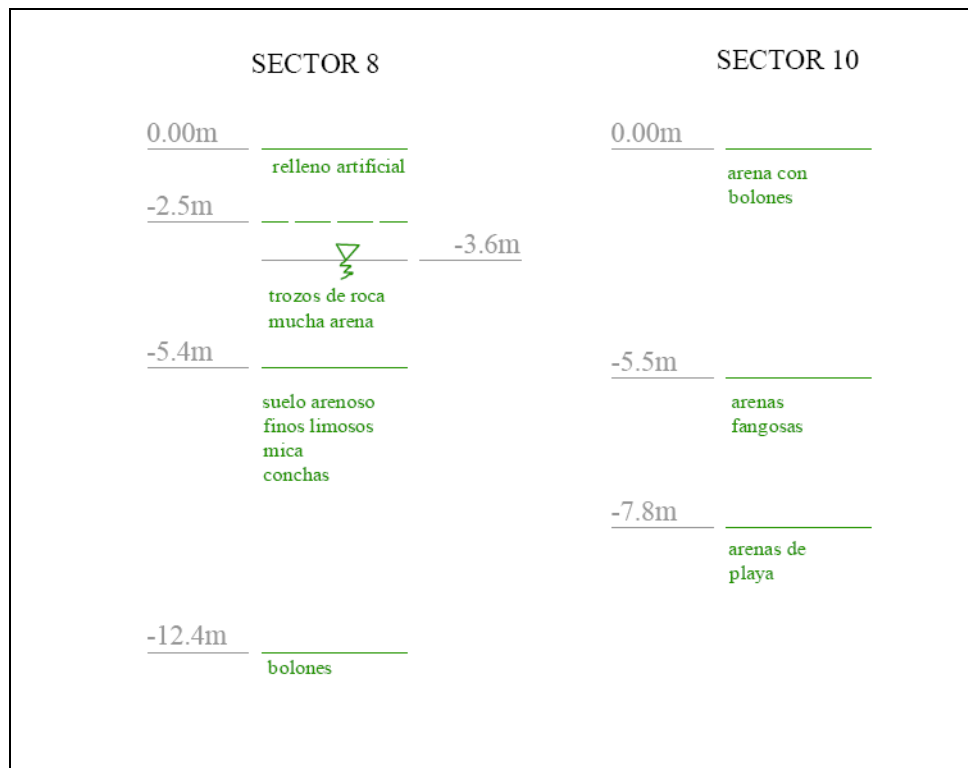 SECTOR 8
0.00m
relleno artificial
-2.5m
-3.6m
trozos de roca
mucha arena
-5.4m
suelo arenoso
finos limosos
mica
conchas
-12.4m
bolones
SECTOR 10
0.00m
arena con
bolones
-5.5m
arenas
fangosas
-7.8m
arenas de
playa